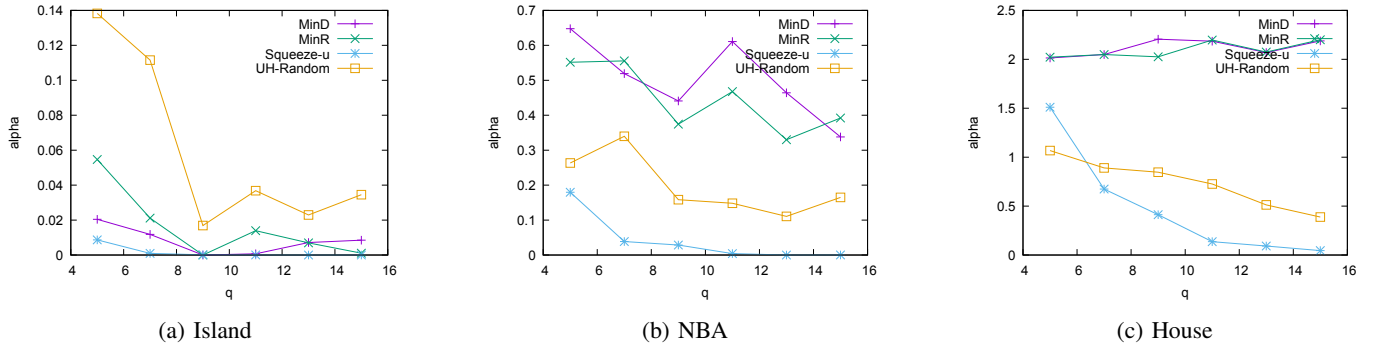 0.14
0.12
0.1
0.08
0.06
0.04
0.02
0
4 6 8 10 12 14 16
alpha
q
MinD
MinR
Squeeze-u
UH-Random
(a) Island
0.7
0.6
0.5
0.4
0.3
0.2
0.1
0
4 6 8 10 12 14 16
alpha
q
MinD
MinR
Squeeze-u
UH-Random
(b) NBA
2.5
2
1.5
1
0.5
0
4 6 8 10 12 14 16
alpha
q
MinD
MinR
Squeeze-u
UH-Random
(c) House